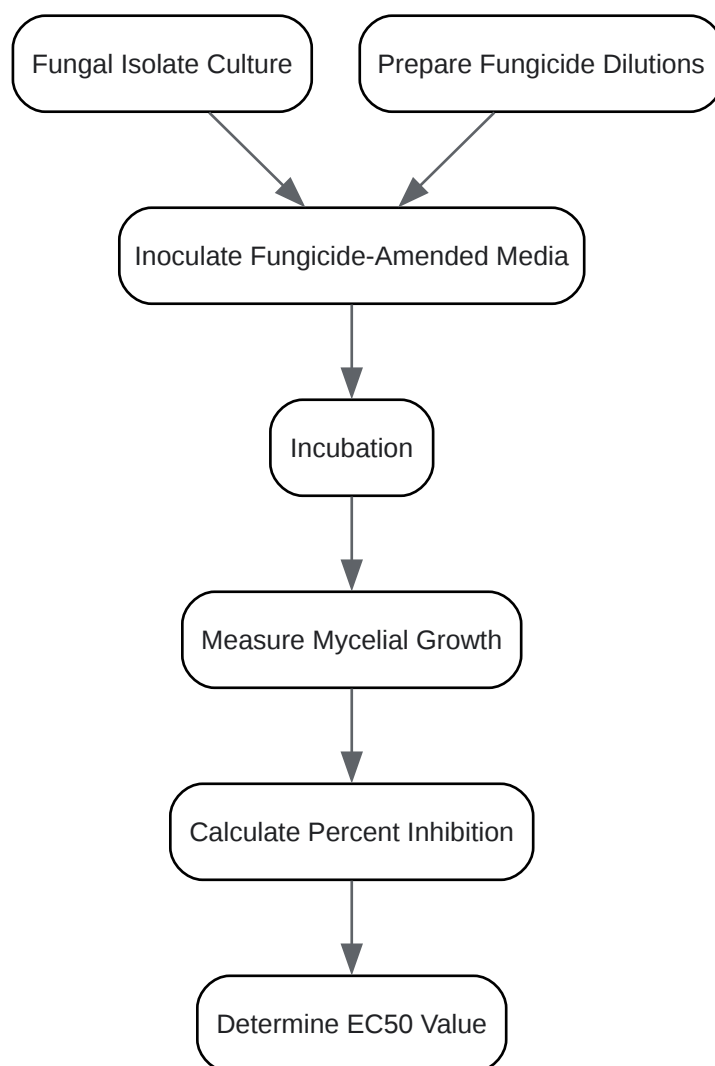 Fungal Isolate Culture
Prepare Fungicide Dilutions
Inoculate Fungicide-Amended Media
Incubation
Measure Mycelial Growth
Calculate Percent Inhibition
Determine EC50 Value